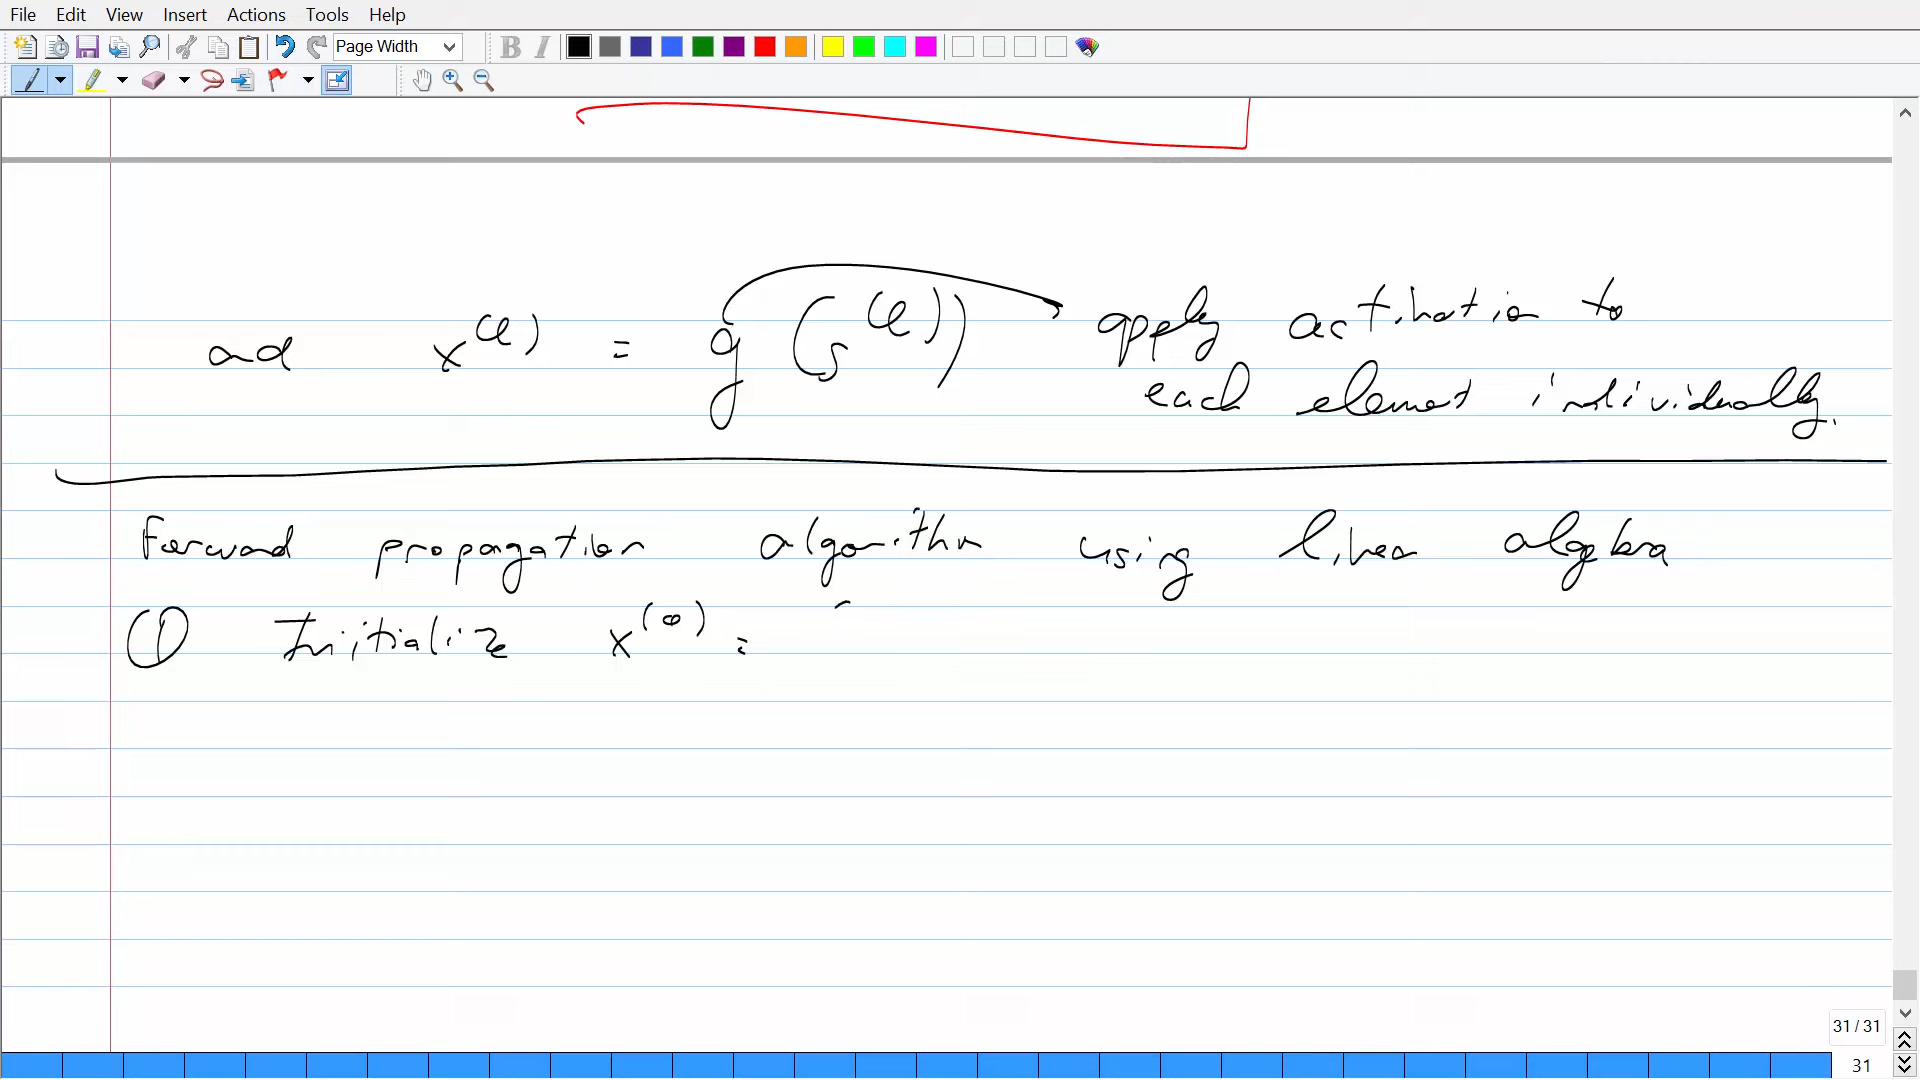 File Edit View Insert Actions Tools Help
Page Width
B I
and x^(l) = g (s^(l)) apply activation to
each element individually.
Forward propagation algorithm using linear algebra
① Initialize x^(0) =
31 / 31
31